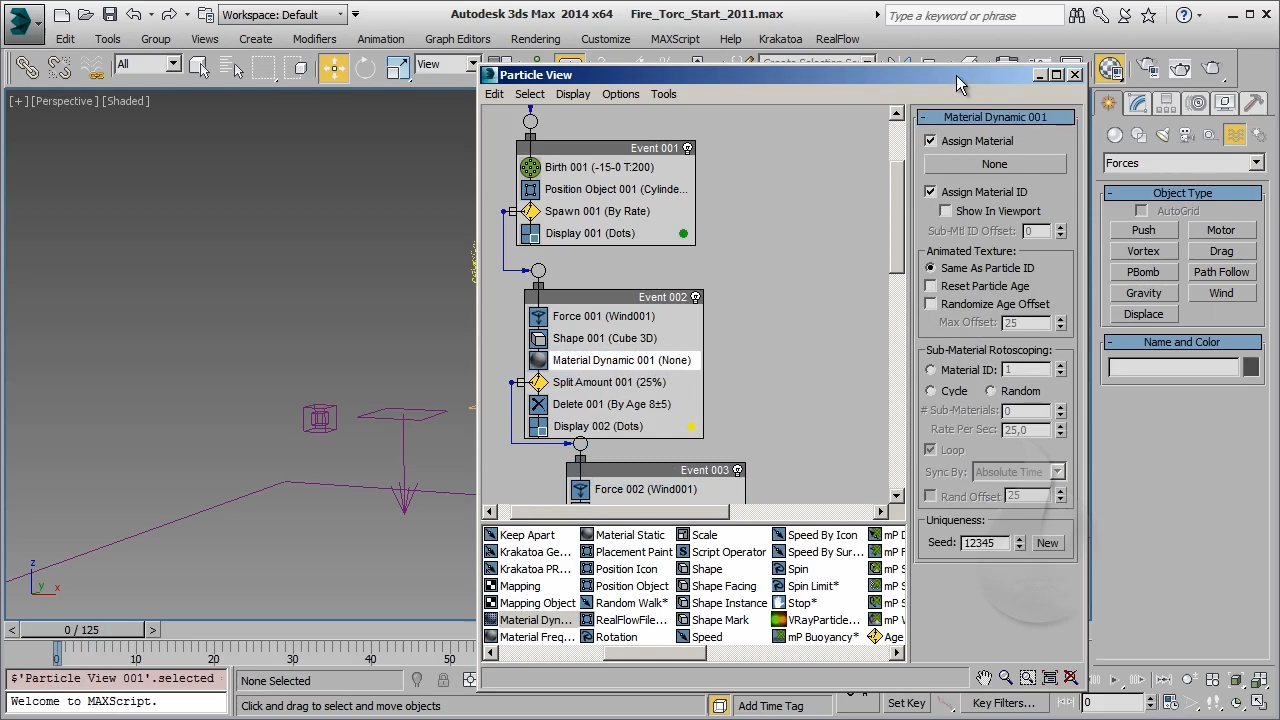 Workspace: Default
Autodesk 3ds Max 2014 x64 Fire_Torc_Start_2011.max
Type a keyword or phrase
Edit Tools Group Views Create Modifiers Animation Graph Editors Rendering Customize MAXScript Help Krakatoa RealFlow
All View Create Selection Se
[+] [Perspective] [Shaded]
Particle View
Edit Select Display Options Tools
Event 001
Birth 001 (-15-0 T:200)
Position Object 001 (Cylinde...
Spawn 001 (By Rate)
Display 001 (Dots)
Event 002
Force 001 (Wind001)
Shape 001 (Cube 3D)
Material Dynamic 001 (None)
Split Amount 001 (25%)
Delete 001 (By Age 8±5)
Display 002 (Dots)
Event 003
Force 002 (Wind001)
Keep Apart Material Static Scale Speed By Icon mP D
Krakatoa Ge... Placement Paint Script Operator Speed By Sur... mP F
Krakatoa PR... Position Icon Shape Spin mP
Mapping Position Object Shape Facing Spin Limit* mP S
Mapping Object Random Walk* Shape Instance Stop* mP S
Material Dyn... RealFlowFile... Shape Mark VRayParticle... mP W
Material Freq... Rotation Speed mP Buoyancy* Age
Material Dynamic 001
Assign Material
None
Assign Material ID
Show In Viewport
Sub-Mtl ID Offset: 0
Animated Texture:
Same As Particle ID
Reset Particle Age
Randomize Age Offset
Max Offset: 25
Sub-Material Rotoscoping:
Material ID: 1
Cycle Random
# Sub-Materials: 0
Rate Per Sec: 25,0
Loop
Sync By: Absolute Time
Rand Offset 25
Uniqueness:
Seed: 12345 New
Forces
Object Type
AutoGrid
Push Motor
Vortex Drag
PBomb Path Follow
Gravity Wind
Displace
Name and Color
z
y x
0 / 125
0 10 20 30 40 50
$'Particle View 001'.selected
Welcome to MAXScript.
None Selected
Click and drag to select and move objects
Add Time Tag
Set Key Key Filters... 0